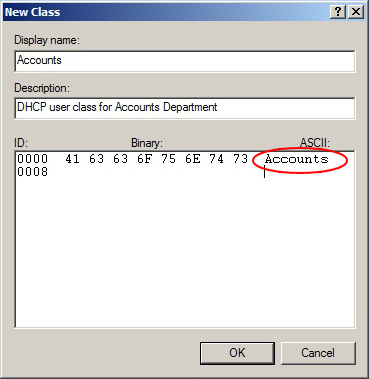 New Class
Display name:
Accounts
Description:
DHCP user class for Accounts Department
ID: Binary: ASCII:
0000 41 63 63 6F 75 6E 74 73 Accounts
0008
OK Cancel